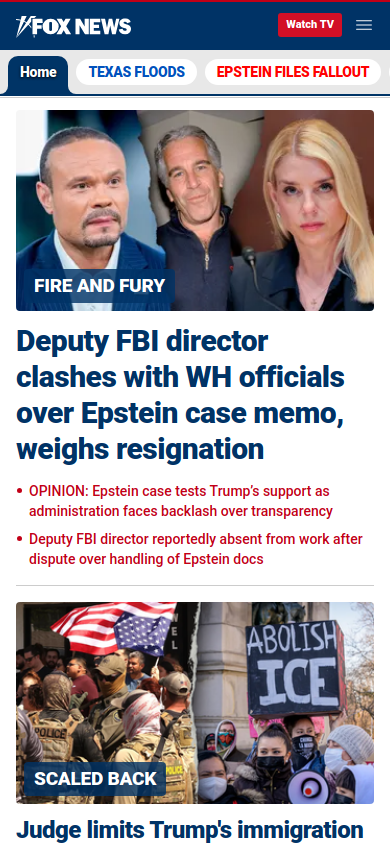 FOX NEWS
Watch TV
Home
TEXAS FLOODS
EPSTEIN FILES FALLOUT
FIRE AND FURY
Deputy FBI director
clashes with WH officials
over Epstein case memo,
weighs resignation
OPINION: Epstein case tests Trump's support as
administration faces backlash over transparency
Deputy FBI director reportedly absent from work after
dispute over handling of Epstein docs
ABOLISH
ICE
POLICE
POLICE
SCALED BACK
Judge limits Trump's immigration